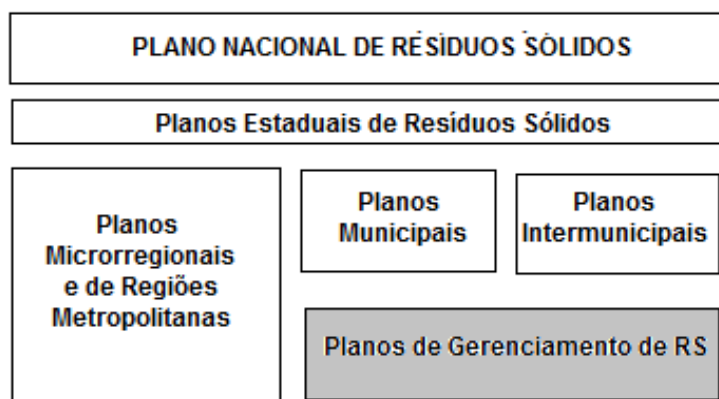 PLANO NACIONAL DE RESÍDUOS SÓLIDOS
Planos Estaduais de Resíduos Sólidos
Planos
Microrregionais
e de Regiões
Metropolitanas
Planos
Municipais
Planos
Intermunicipais
Planos de Gerenciamento de RS